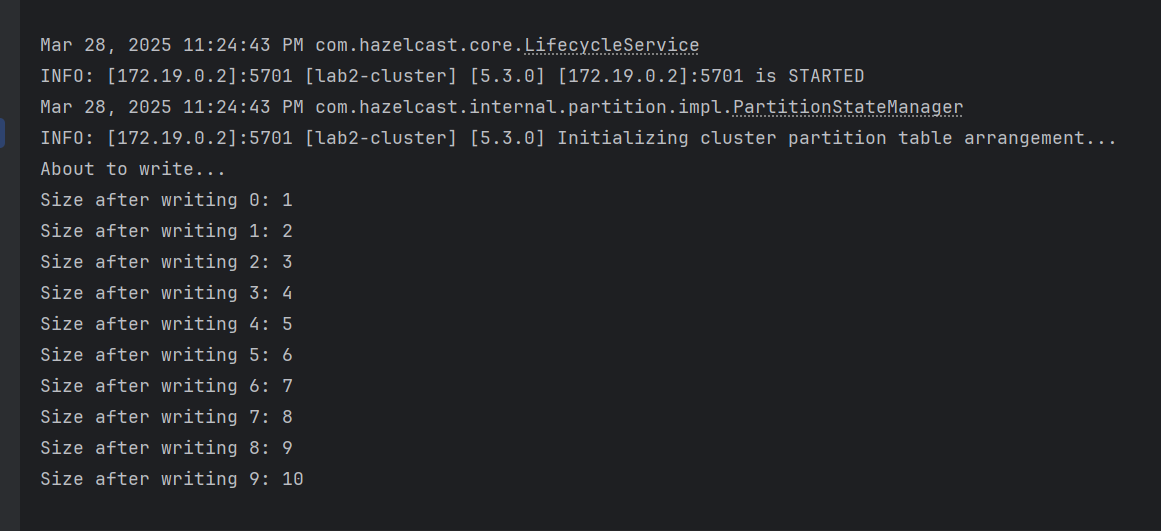 Mar 28, 2025 11:24:43 PM com.hazelcast.core.LifecycleService
INFO: [172.19.0.2]:5701 [lab2-cluster] [5.3.0] [172.19.0.2]:5701 is STARTED
Mar 28, 2025 11:24:43 PM com.hazelcast.internal.partition.impl.PartitionStateManager
INFO: [172.19.0.2]:5701 [lab2-cluster] [5.3.0] Initializing cluster partition table arrangement...
About to write...
Size after writing 0: 1
Size after writing 1: 2
Size after writing 2: 3
Size after writing 3: 4
Size after writing 4: 5
Size after writing 5: 6
Size after writing 6: 7
Size after writing 7: 8
Size after writing 8: 9
Size after writing 9: 10